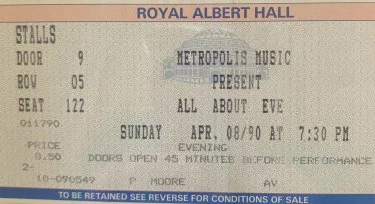 ROYAL ALBERT HALL
STALLS
DOOR 9 METROPOLIS MUSIC
ROW 05 PRESENT
SEAT 122 ALL ABOUT EVE
011790
SUNDAY APR. 08/90 AT 7:30 PM
PRICE EVENING
8.50 DOORS OPEN 45 MINUTES BEFORE PERFORMANCE
2-
10-090549 P MOORE AV
TO BE RETAINED SEE REVERSE FOR CONDITIONS OF SALE